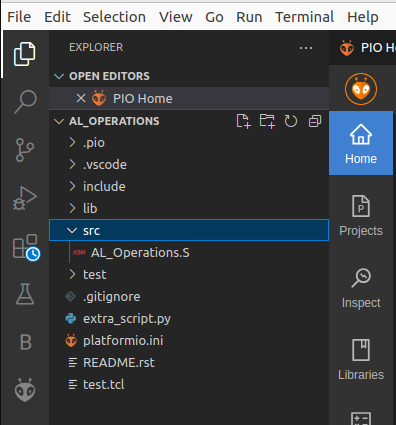 File Edit Selection View Go Run Terminal Help
EXPLORER
OPEN EDITORS
PIO Home
AL_OPERATIONS
.pio
.vscode
include
lib
src
ASM AL_Operations.S
test
.gitignore
extra_script.py
platformio.ini
README.rst
test.tcl
B
PIO H
Home
Projects
Inspect
Libraries